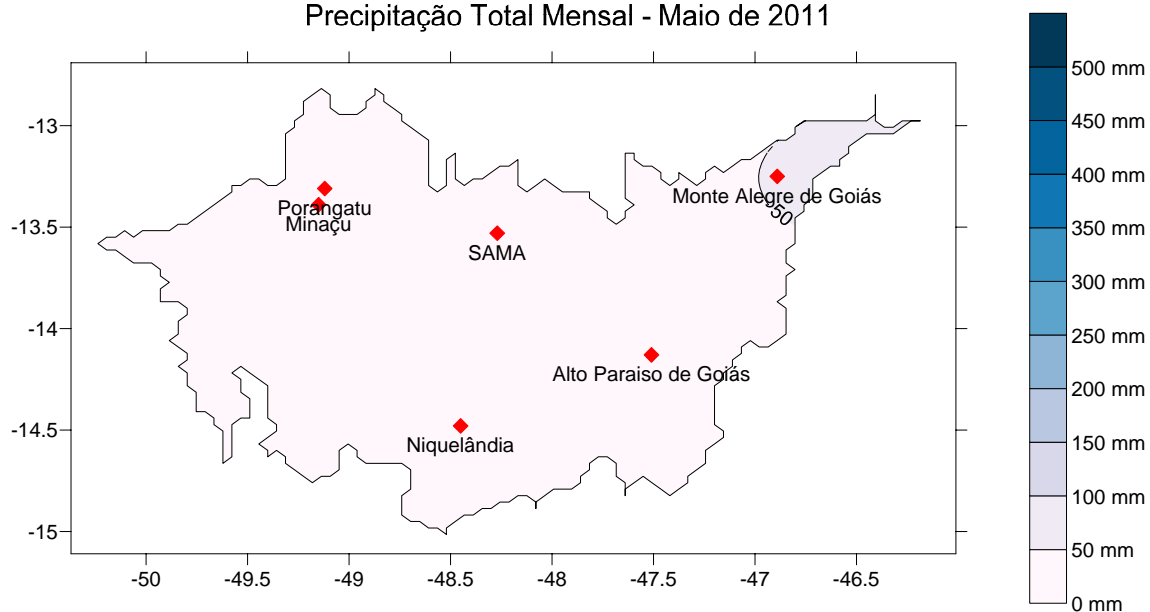 Precipitação Total Mensal - Maio de 2011
500 mm
450 mm
400 mm
350 mm
300 mm
250 mm
200 mm
150 mm
100 mm
50 mm
0 mm
-13
-13.5
-14
-14.5
-15
-50
-49.5
-49
-48.5
-48
-47.5
-47
-46.5
Porangatu
Minaçu
SAMA
Monte Alegre de Goiás
50
Alto Paraiso de Goiás
Niquelândia